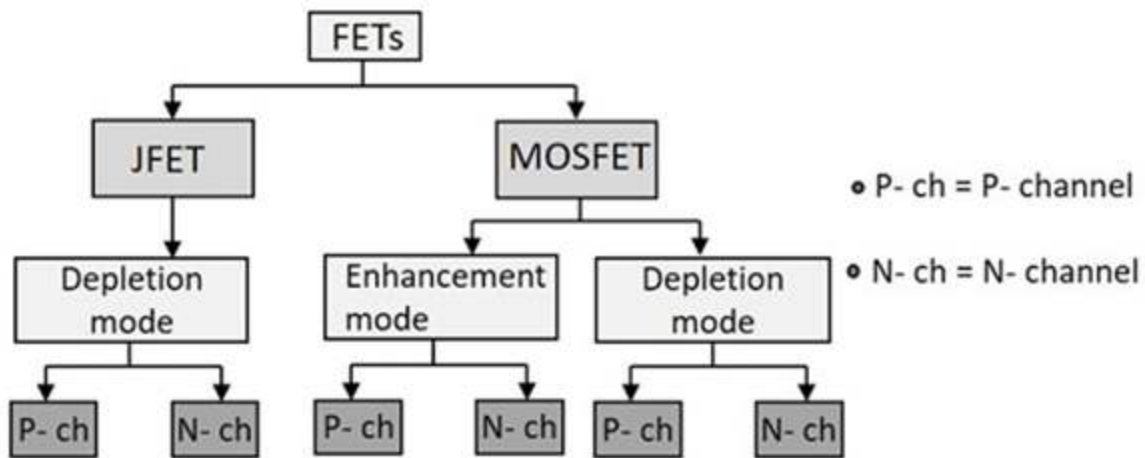 FETs
JFET
MOSFET
Depletion
mode
Enhancement
mode
Depletion
mode
P- ch
N- ch
P- ch
N- ch
P- ch
N- ch
P- ch = P- channel
N- ch = N- channel